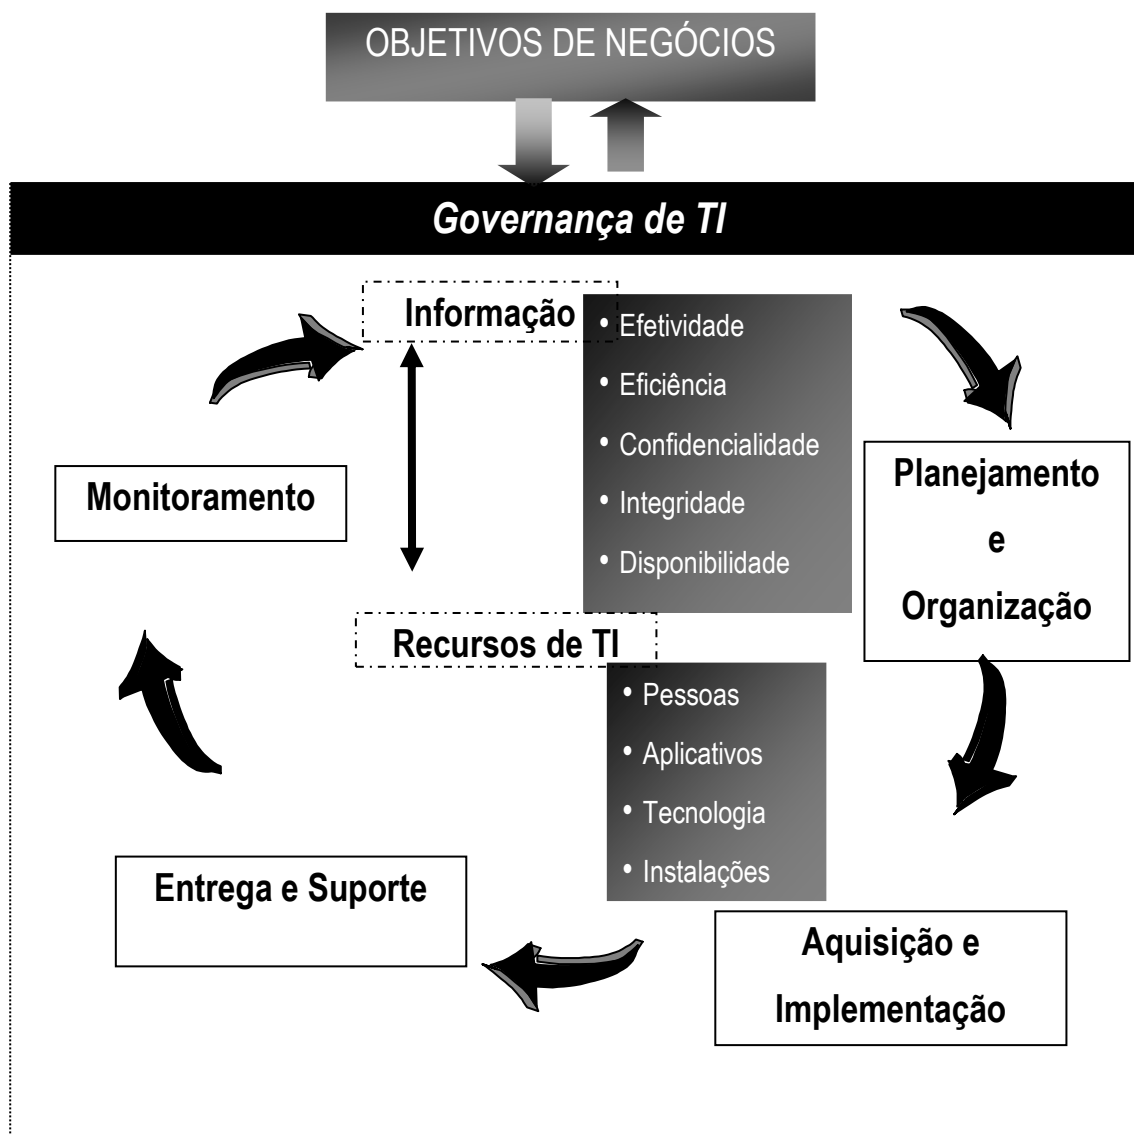 OBJETIVOS DE NEGÓCIOS
Governança de TI
Informação
• Efetividade
• Eficiência
• Confidencialidade
• Integridade
• Disponibilidade
Planejamento
e
Organização
Monitoramento
Recursos de TI
• Pessoas
• Aplicativos
• Tecnologia
• Instalações
Entrega e Suporte
Aquisição e
Implementação